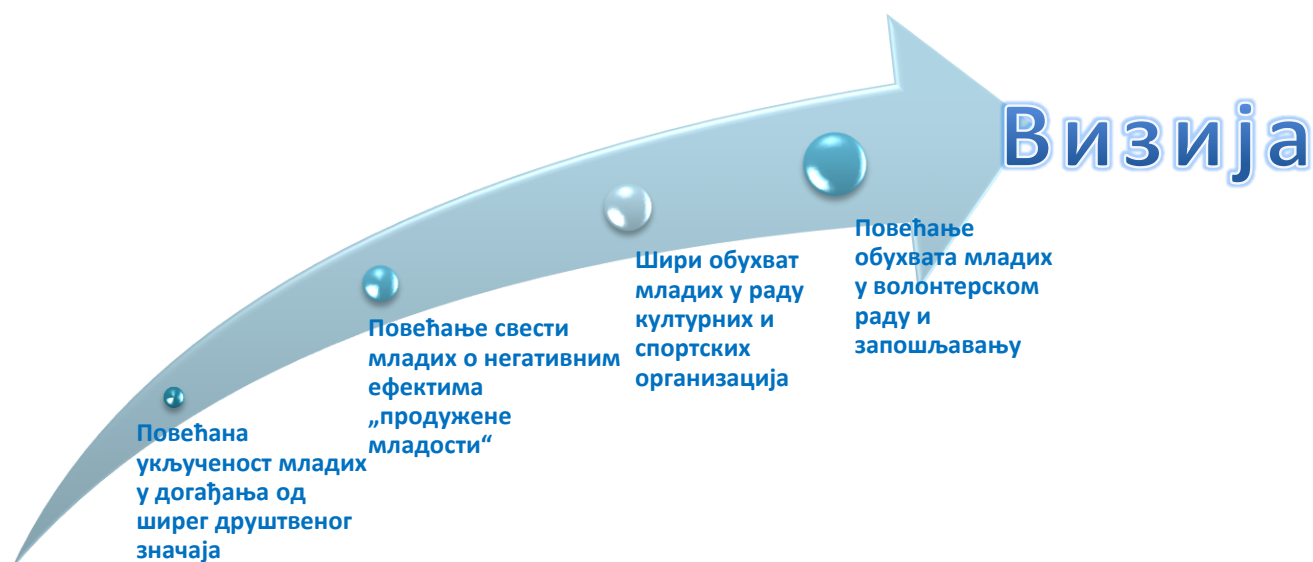 Визија
Повећање
обухвата младих
у волонтерском
раду и
запошљавању
Шири обухват
младих у раду
културних и
спортских
организација
Повећање свести
младих о негативним
ефектима
„продужене
младости“
Повећана
укљученост младих
у догађања од
ширег друштвеног
значаја